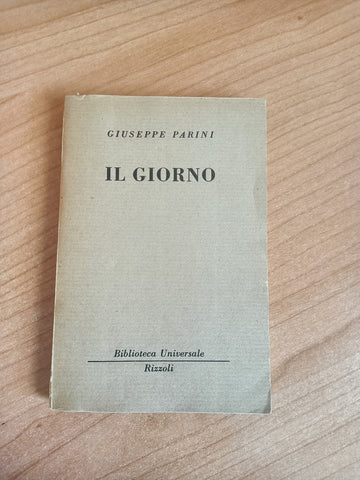 GIUSEPPE PARINI
IL GIORNO
Biblioteca Universale
Rizzoli